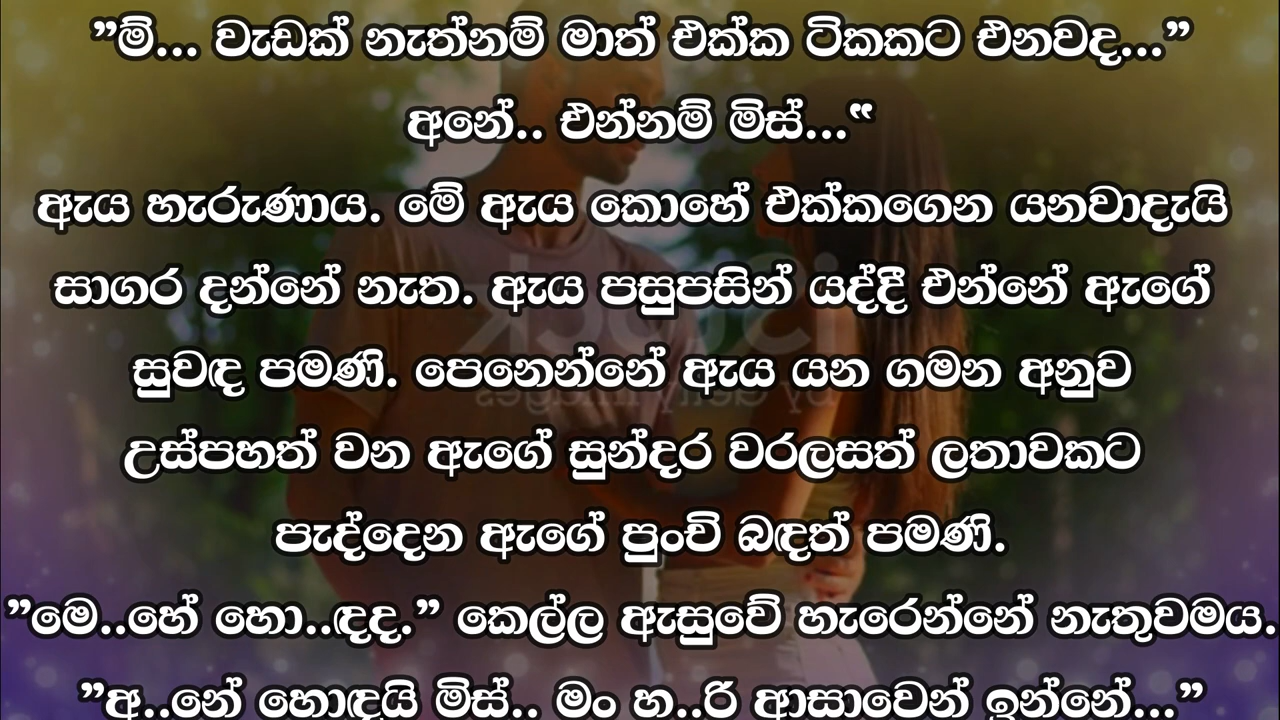 ”ම්... වැඩක් නැත්නම් මාත් එක්ක ටිකකට එනවද...”
අනේ.. එන්නම් මිස්...“
ඇය හැරුණාය. මේ ඇය කොහේ එක්කගෙන යනවාදැයි
සාගර දන්නේ නැත. ඇය පසුපසින් යද්දී එන්නේ ඇගේ
සුවඳ පමණි. පෙනෙන්නේ ඇය යන ගමන අනුව
උස්පහත් වන ඇගේ සුන්දර වරලසත් ලතාවකට
පැද්දෙන ඇගේ පුංචි බඳත් පමණි.
”මෙ..හේ හො..ඳද.” කෙල්ල ඇසුවේ හැරෙන්නේ නැතුවමය.
”අ..නේ හොඳයි මිස්.. මං හ..රි ආසාවෙන් ඉන්නේ...”